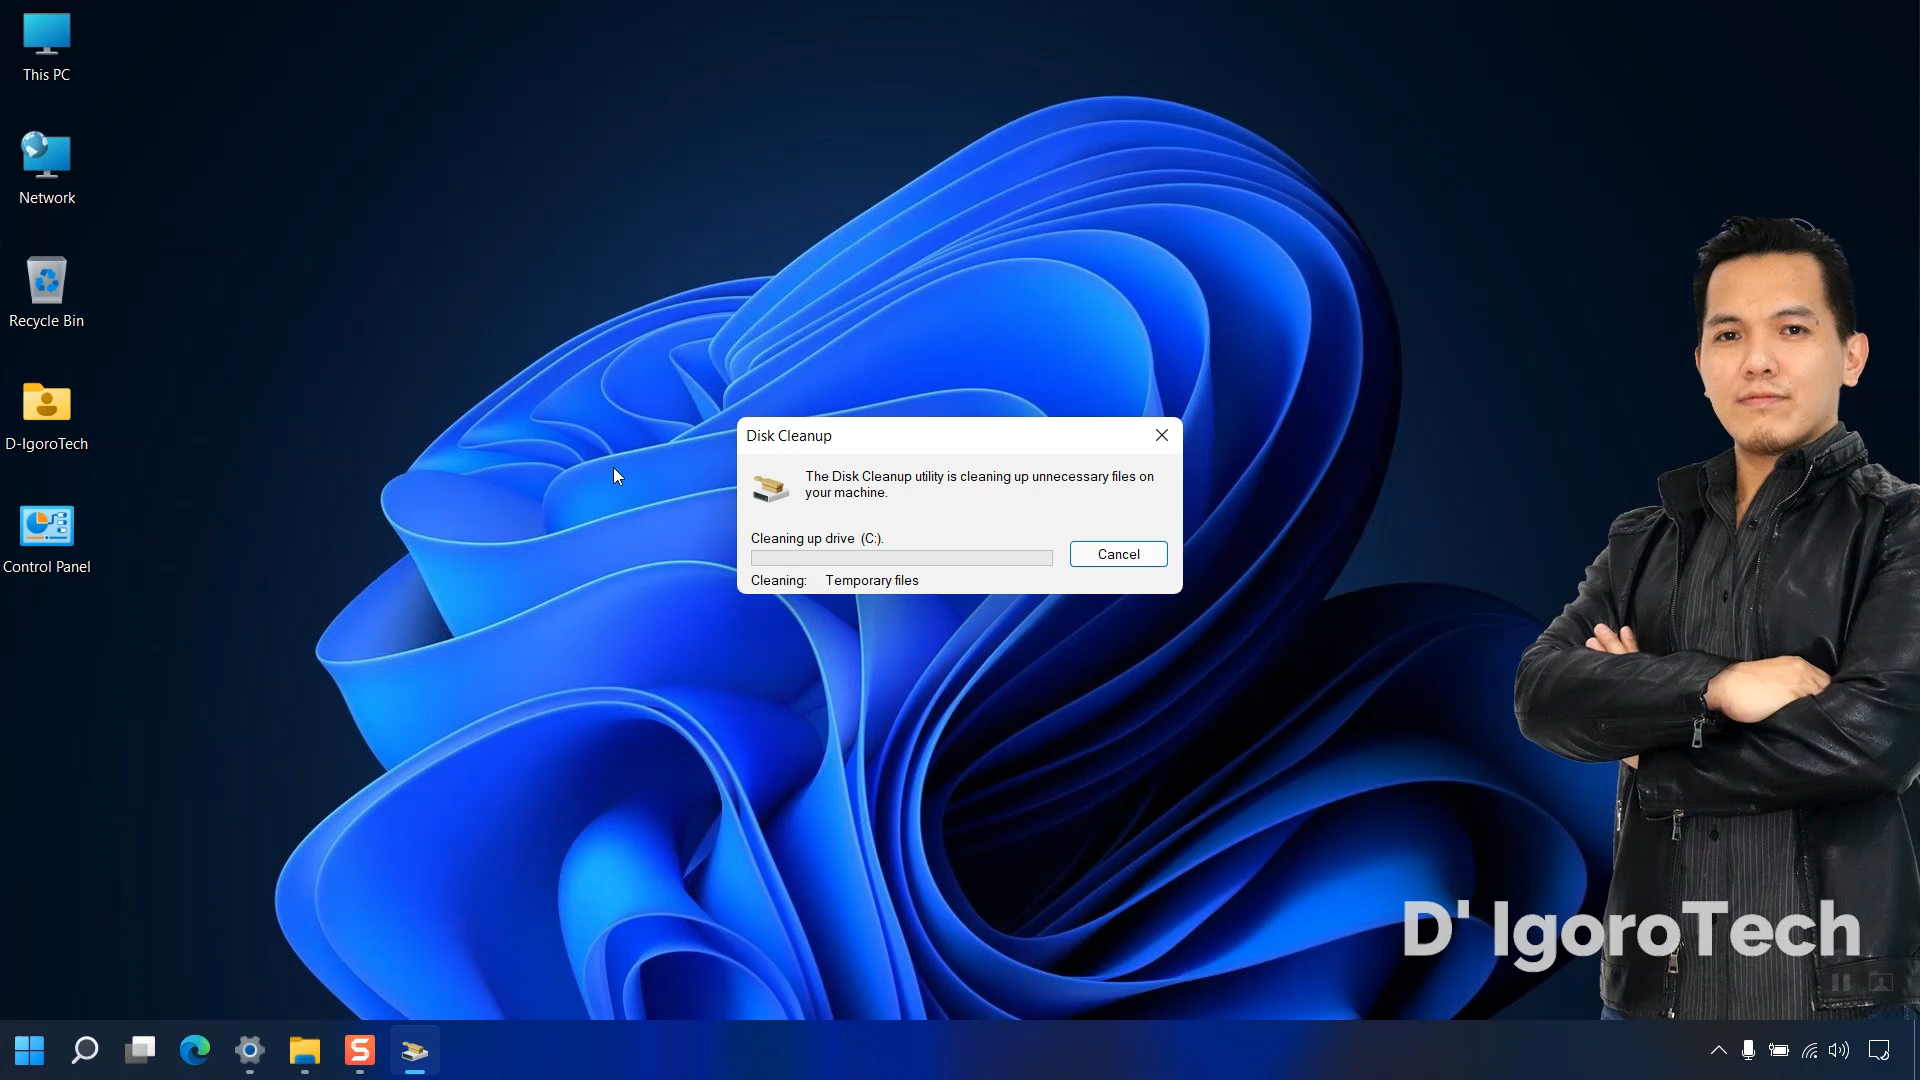 This PC
Network
Recycle Bin
D-IgoroTech
Control Panel
Disk Cleanup
The Disk Cleanup utility is cleaning up unnecessary files on
your machine.
Cleaning up drive (C:).
Cancel
Cleaning: Temporary files
D' IgoroTech
S